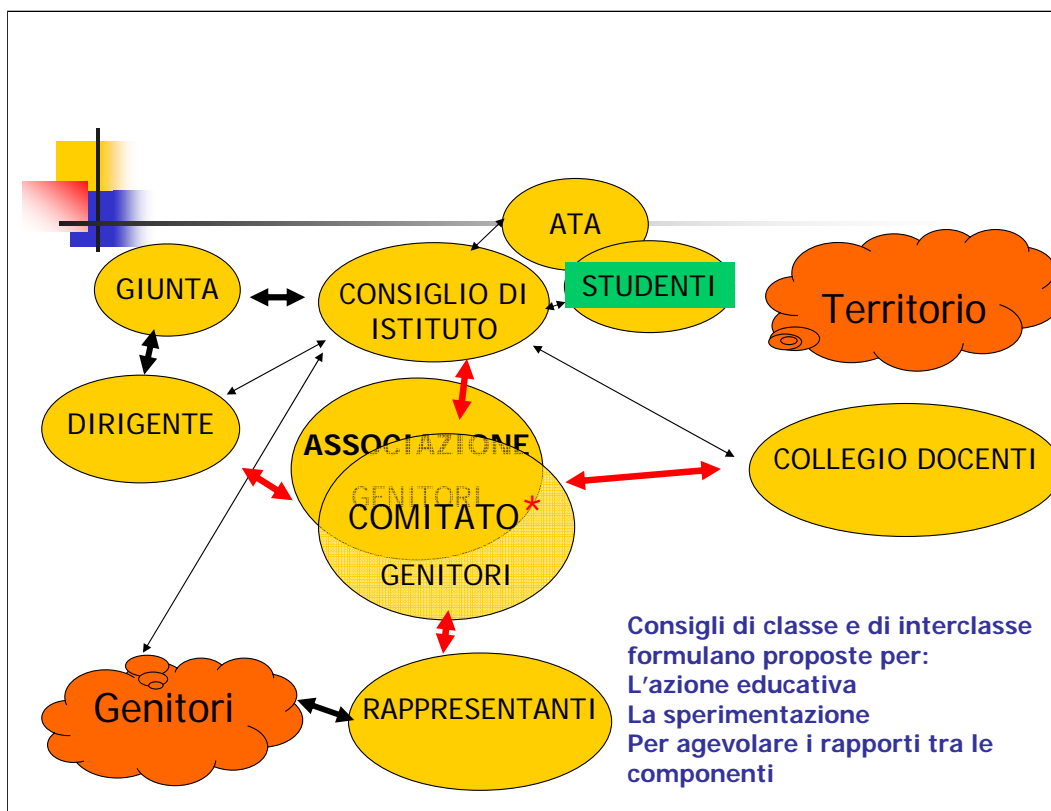 ATA
STUDENTI
GIUNTA
CONSIGLIO DI
ISTITUTO
Territorio
DIRIGENTE
ASSOCIAZIONE
GENITORI
COMITATO*
GENITORI
COLLEGIO DOCENTI
Genitori
RAPPRESENTANTI
Consigli di classe e di interclasse
formulano proposte per:
L'azione educativa
La sperimentazione
Per agevolare i rapporti tra le
componenti